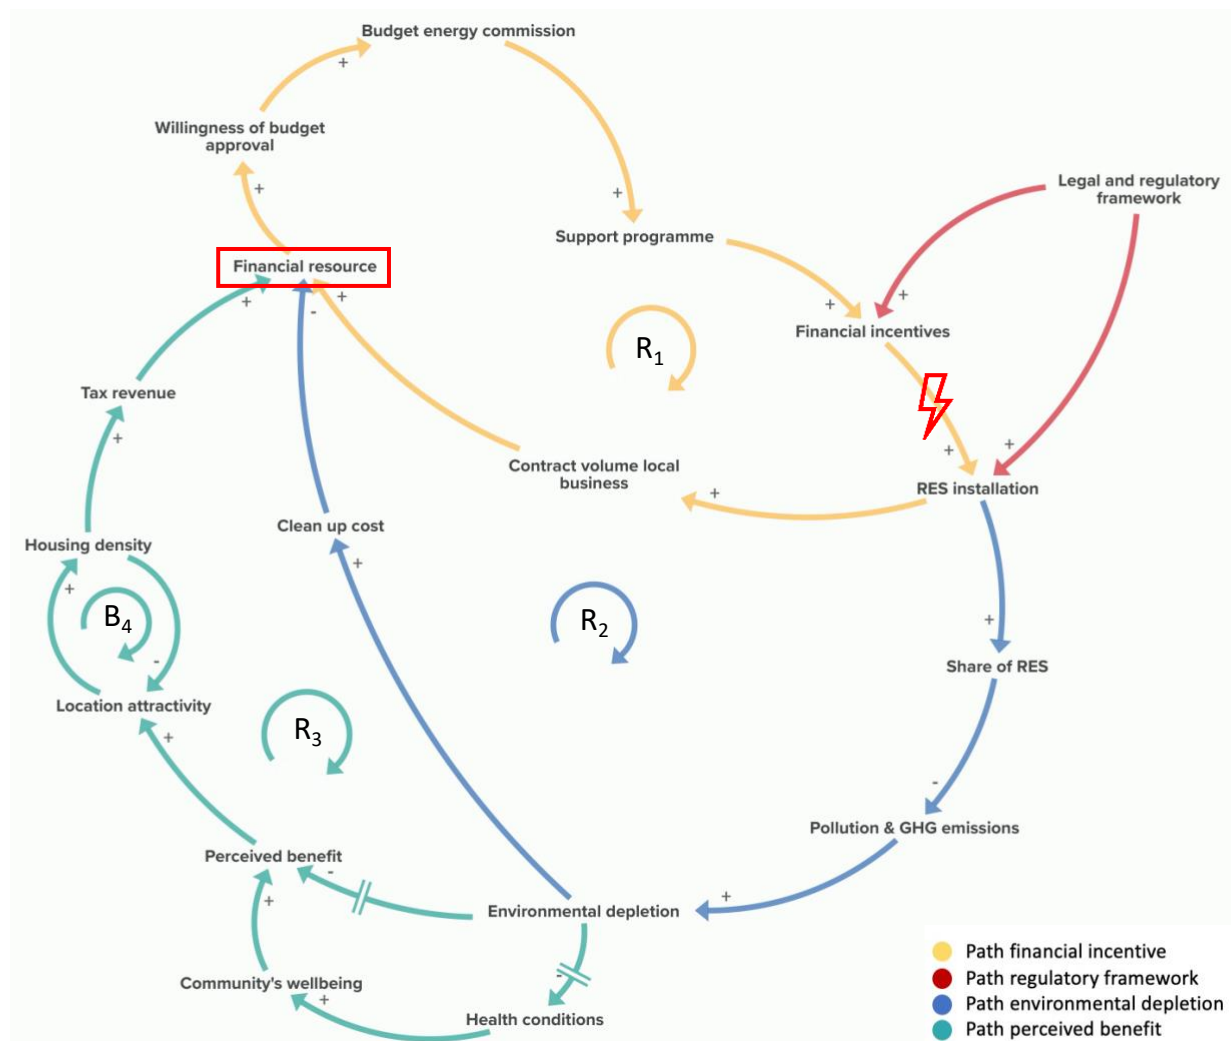 Budget energy commission
+
Willingness of budget
approval
+
+
Legal and regulatory
framework
Support programme
Financial resource
+
+
-
+
+
Financial incentives
R1
Tax revenue
+
+
+
Contract volume local
business
+
RES installation
Clean up cost
+
Housing density
+
B4
-
R2
+
Share of RES
Location attractivity
+
R3
-
Pollution & GHG emissions
Perceived benefit
-
+
+
Environmental depletion
Community's wellbeing
+
-
Health conditions
Path financial incentive
Path regulatory framework
Path environmental depletion
Path perceived benefit